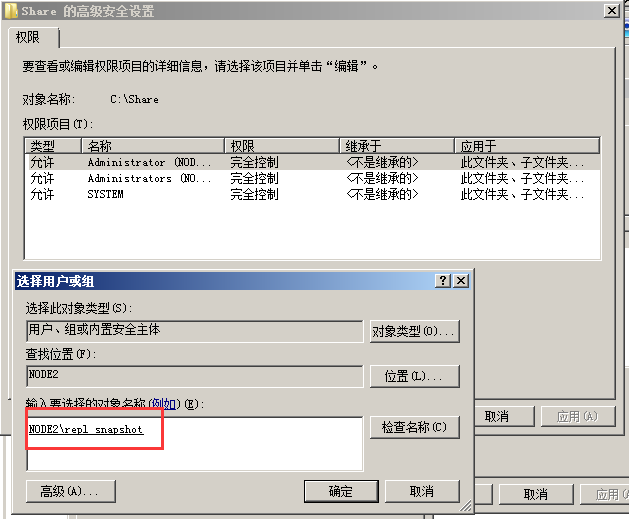 Share 的高级安全设置
权限
要查看或编辑权限项目的详细信息，请选择该项目并单击“编辑”。
对象名称: C:\Share
权限项目(T):
类型 名称 权限 继承于 应用于
允许 Administrator (NOD... 完全控制 <不是继承的> 此文件夹、子文件夹...
允许 Administrators (NO... 完全控制 <不是继承的> 此文件夹、子文件夹...
允许 SYSTEM 完全控制 <不是继承的> 此文件夹、子文件夹...
选择用户或组
选择此对象类型(S):
用户、组或内置安全主体 对象类型(O)...
查找位置(F):
NODE2 位置(L)...
输入要选择的对象名称(例如)(E):
NODE2\repl_snapshot 检查名称(C)
高级(A)... 确定 取消
取消 应用(A)
取消 应用(A